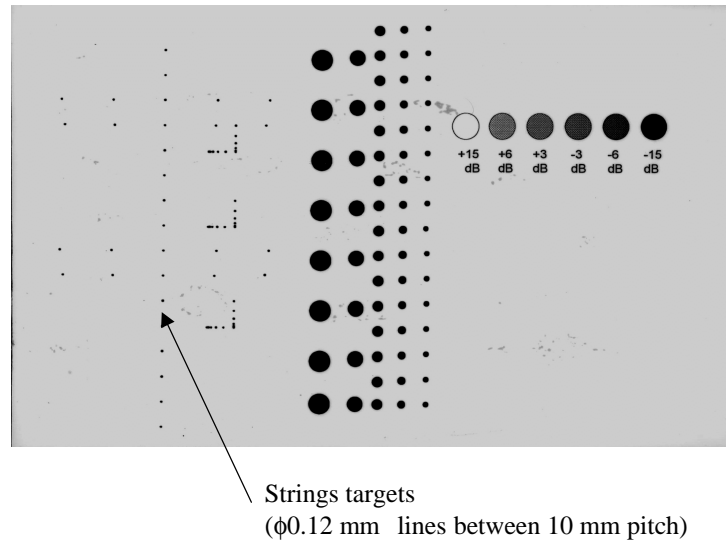 +15 +6 +3 -3 -6 -15
dB dB dB dB dB dB
Strings targets
(ϕ0.12 mm lines between 10 mm pitch)